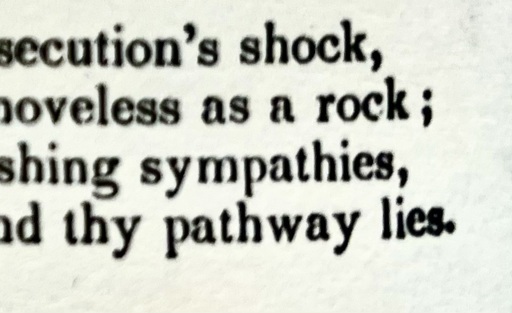 secution's shock,
noveless as a rock;
shing sympathies,
nd thy pathway lies.